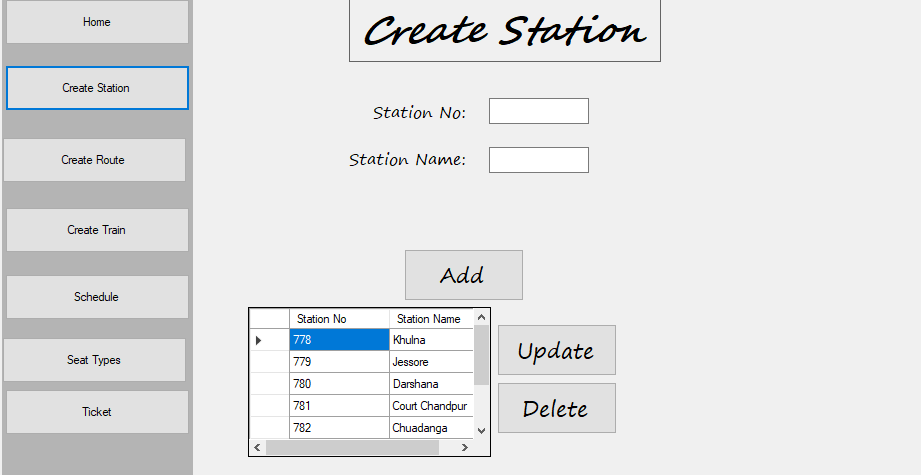 Home
Create Station
Create Route
Create Train
Schedule
Seat Types
Ticket
Create Station
Station No:
Station Name:
Add
Station No Station Name
778 Khulna
779 Jessore
780 Darshana
781 Court Chandpur
782 Chuadanga
Update
Delete